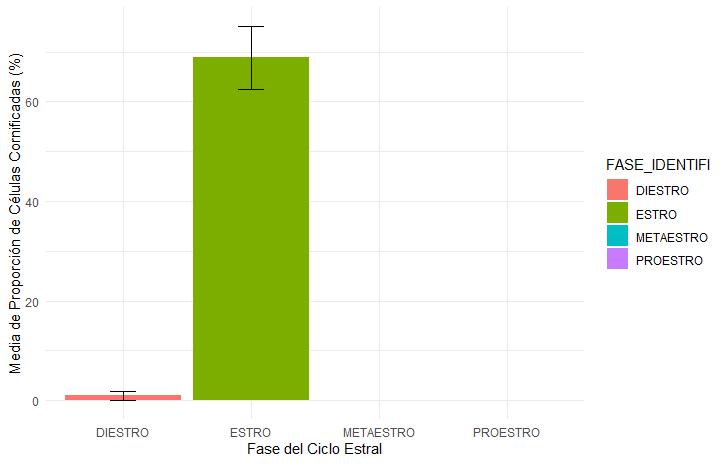 Media de Proporción de Células Cornificadas (%)
60
40
20
0
DIESTRO
ESTRO
METAESTRO
PROESTRO
Fase del Ciclo Estral
FASE_IDENTIFI
DIESTRO
ESTRO
METAESTRO
PROESTRO